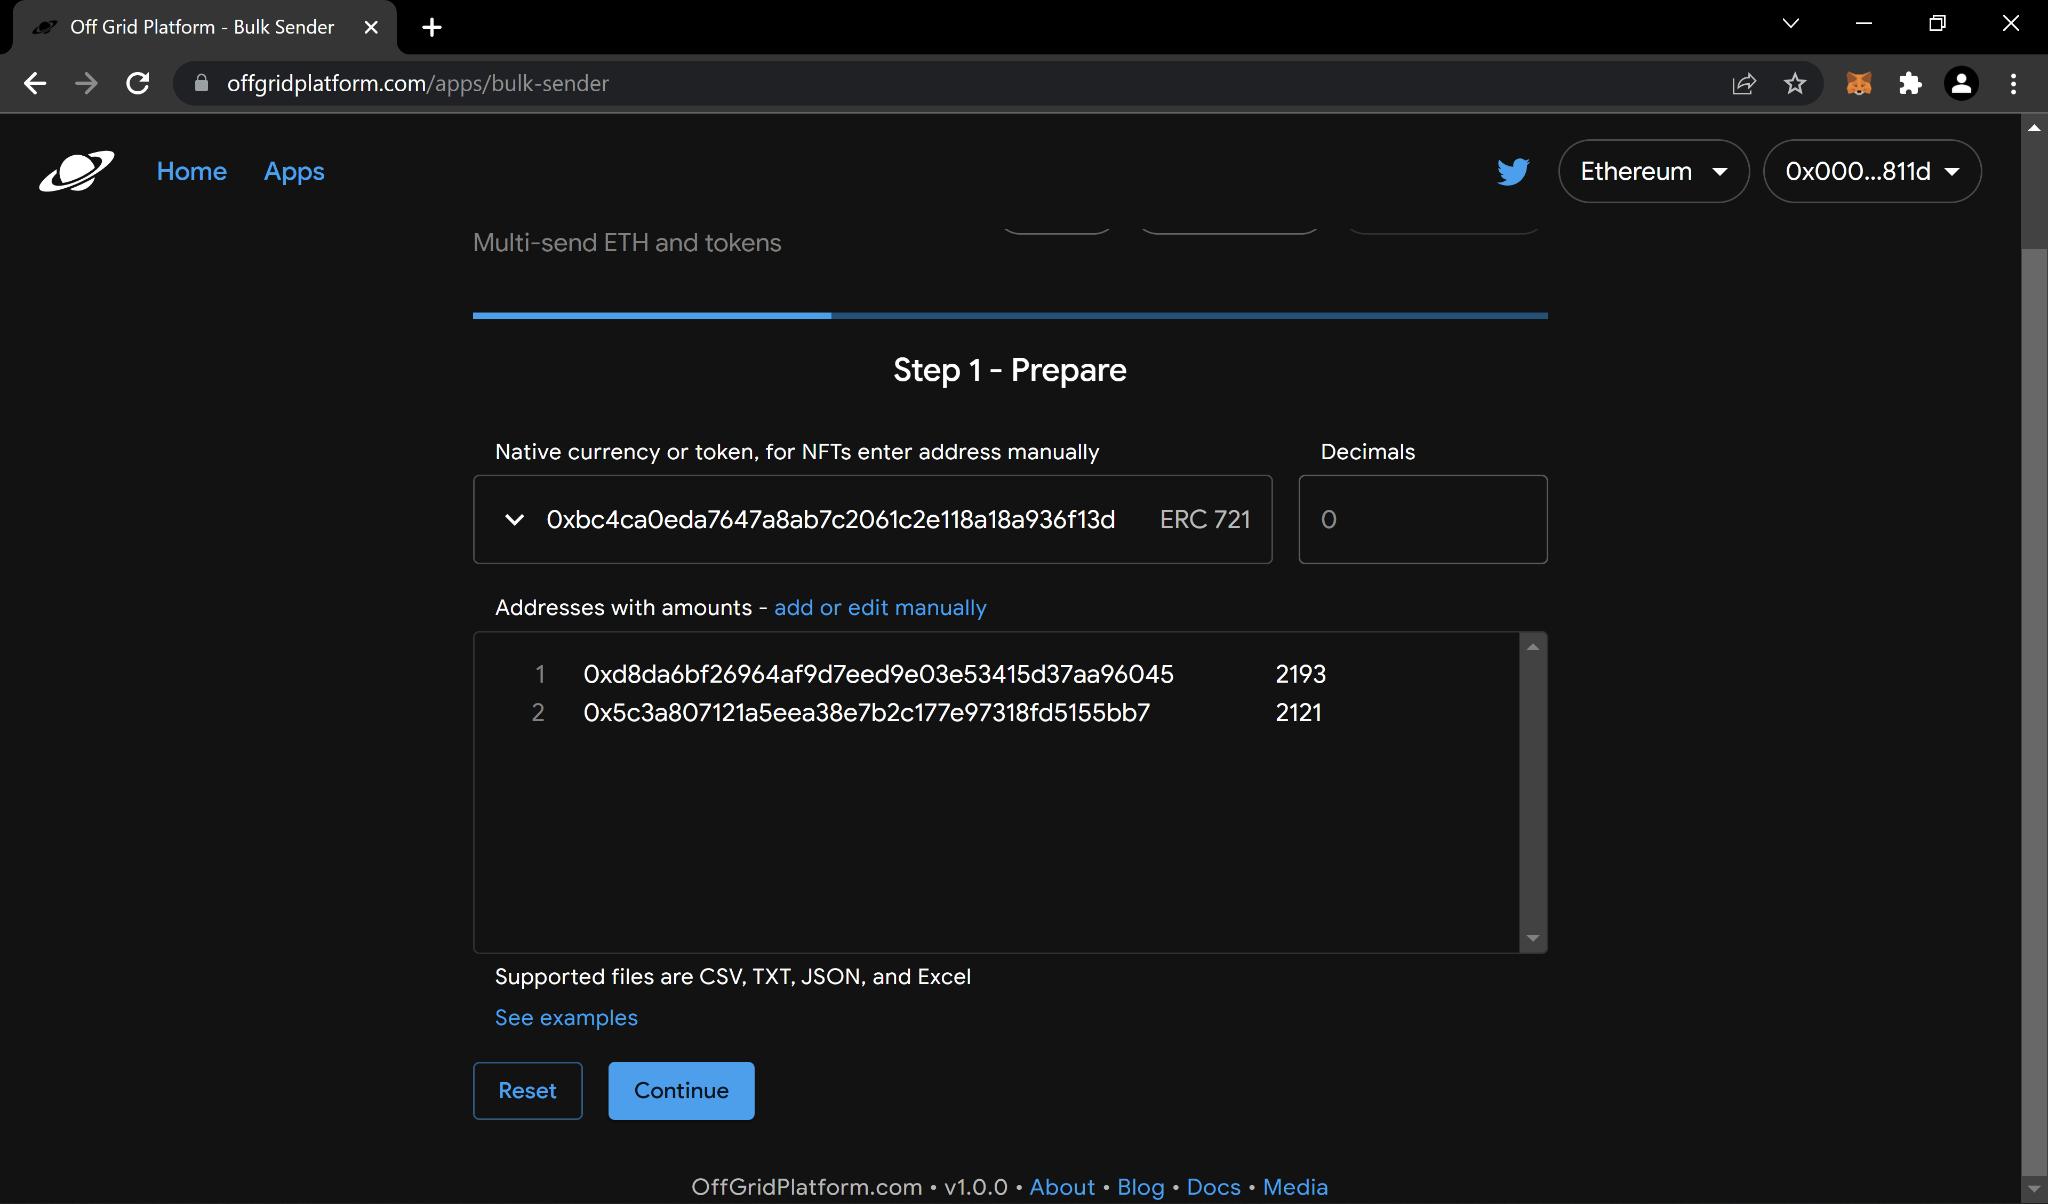 Off Grid Platform - Bulk Sender
offgridplatform.com/apps/bulk-sender
Home Apps Ethereum 0x000...811d
Multi-send ETH and tokens
Step 1 - Prepare
Native currency or token, for NFTs enter address manually Decimals
0xbc4ca0eda7647a8ab7c2061c2e118a18a936f13d ERC 721 0
Addresses with amounts - add or edit manually
1 0xd8da6bf26964af9d7eed9e03e53415d37aa96045 2193
2 0x5c3a807121a5eea38e7b2c177e97318fd5155bb7 2121
Supported files are CSV, TXT, JSON, and Excel
See examples
Reset Continue
OffGridPlatform.com • v1.0.0 • About • Blog • Docs • Media